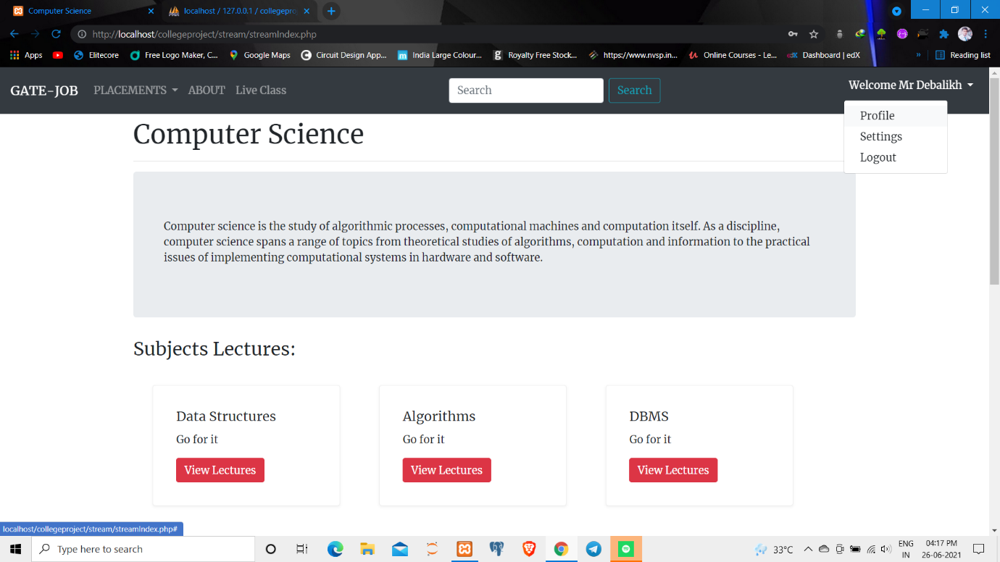 Computer Science
localhost / 127.0.0.1 / collegepro
http://localhost/collegeproject/stream/streamIndex.php
Apps
Elitecore
Free Logo Maker, C...
Google Maps
Circuit Design App...
India Large Colour...
Royalty Free Stock...
https://www.nvsp.in...
Online Courses - Le...
Dashboard | edX
»
Reading list
GATE-JOB
PLACEMENTS
ABOUT
Live Class
Search
Search
Welcome Mr Debalikh
Profile
Settings
Logout
Computer Science
Computer science is the study of algorithmic processes, computational machines and computation itself. As a discipline,
computer science spans a range of topics from theoretical studies of algorithms, computation and information to the practical
issues of implementing computational systems in hardware and software.
Subjects Lectures:
Data Structures
Go for it
View Lectures
Algorithms
Go for it
View Lectures
DBMS
Go for it
View Lectures
localhost/collegeproject/stream/streamIndex.php#
Type here to search
33°C
ENG
IN
04:17 PM
26-06-2021